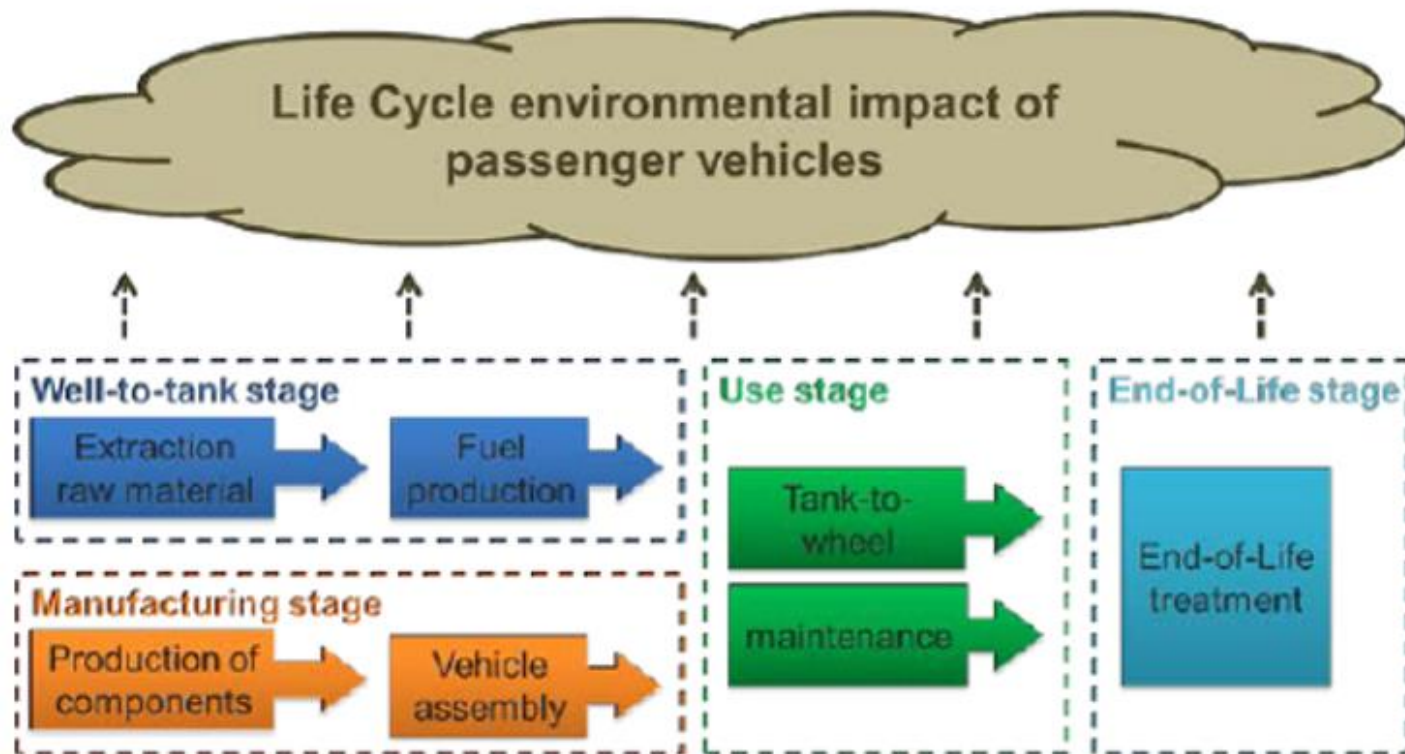 Life Cycle environmental impact of
passenger vehicles
Well-to-tank stage
Extraction
raw material
Fuel
production
Manufacturing stage
Production of
components
Vehicle
assembly
Use stage
Tank-to-
wheel
maintenance
End-of-Life stage
End-of-Life
treatment